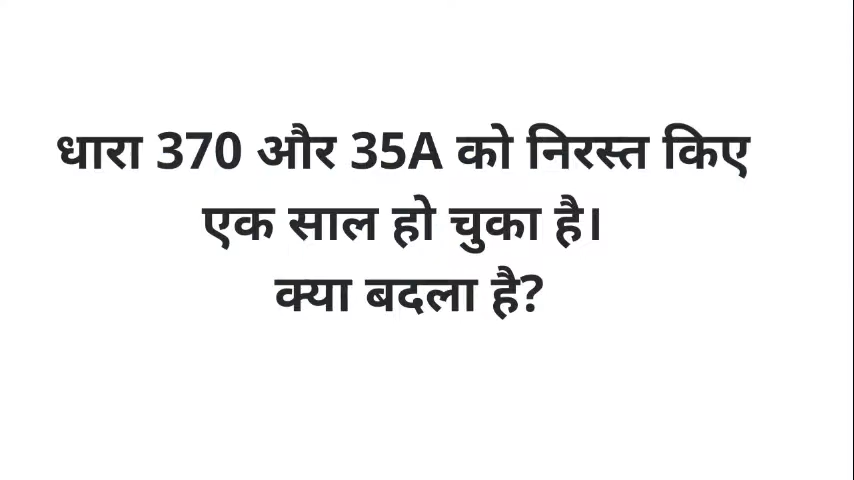 धारा 370 और 35A को निरस्त किए
एक साल हो चुका है।
क्या बदला है?